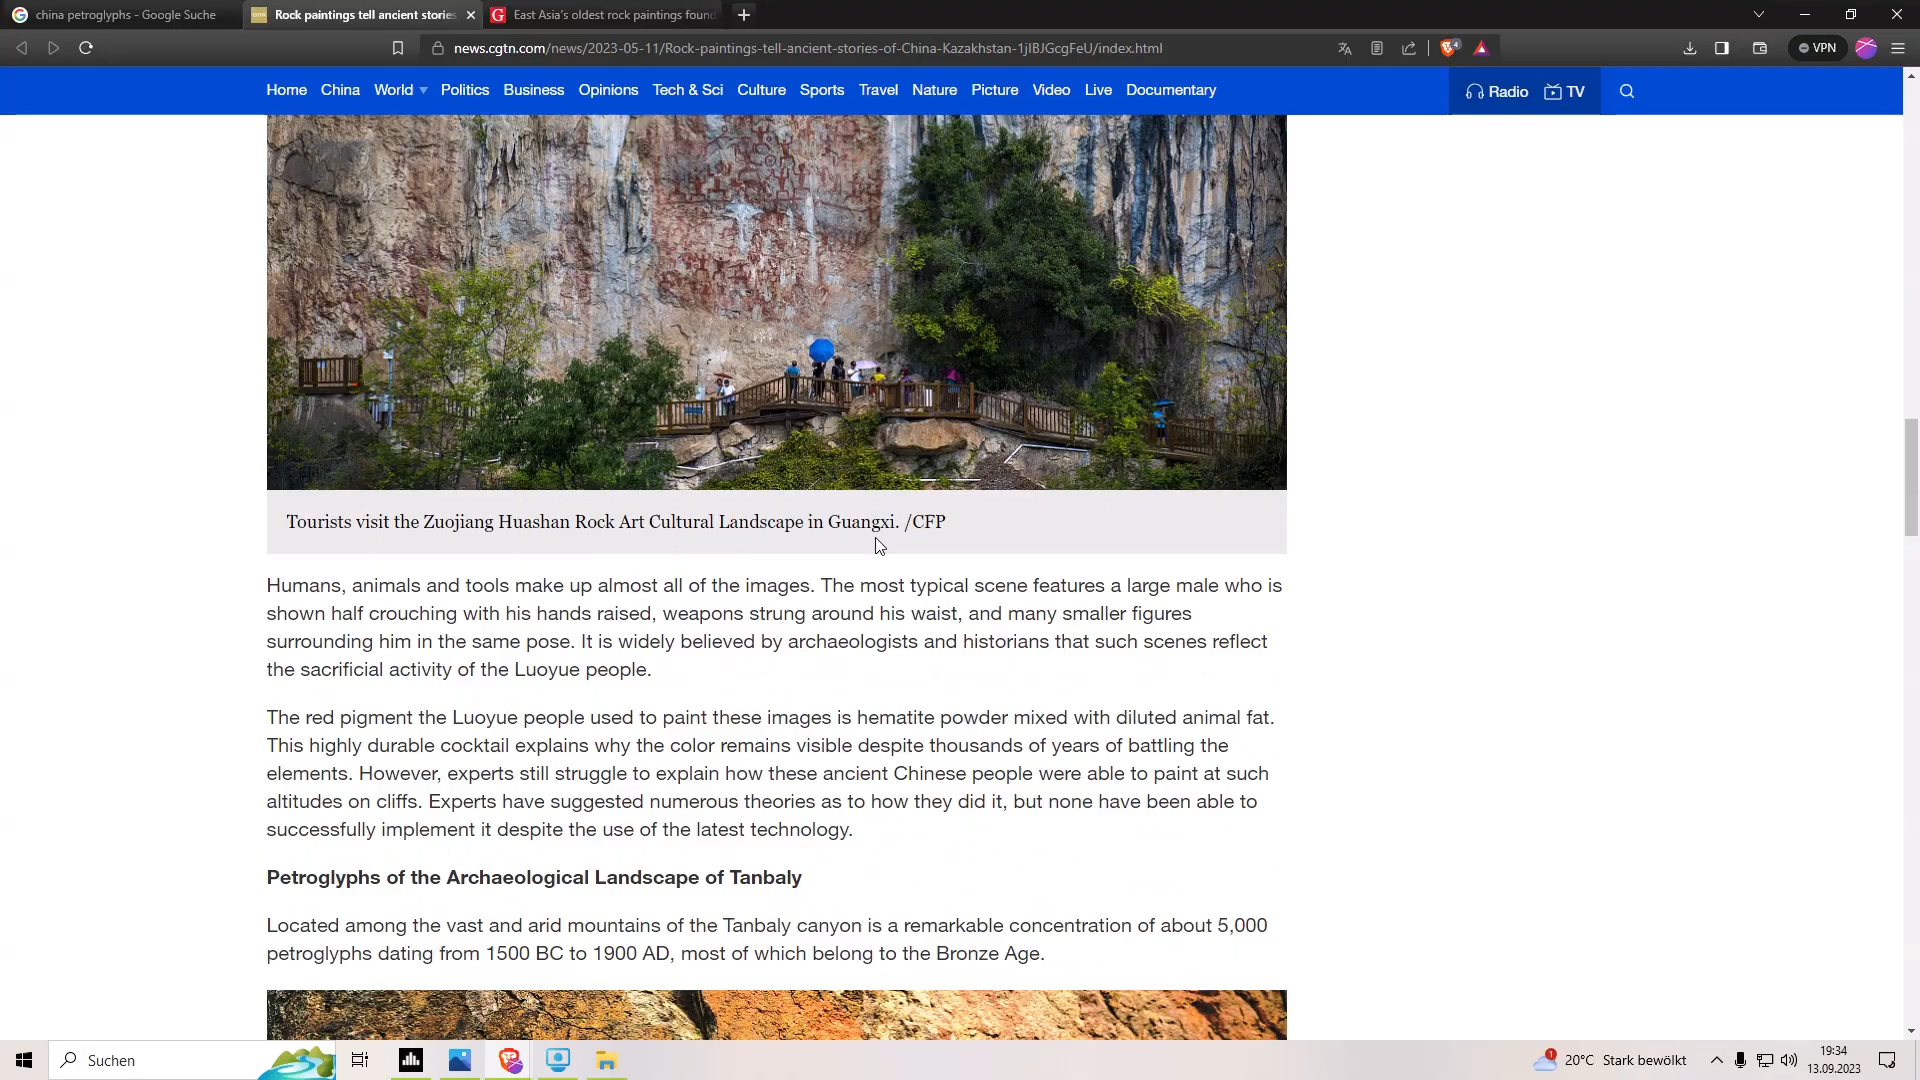 china petroglyphs - Google Suche
Rock paintings tell ancient stories
East Asia's oldest rock paintings found
news.cgtn.com/news/2023-05-11/Rock-paintings-tell-ancient-stories-of-China-Kazakhstan-1jIBJGcgFeU/index.html
4
VPN
Home China World Politics Business Opinions Tech & Sci Culture Sports Travel Nature Picture Video Live Documentary Radio TV
Tourists visit the Zuojiang Huashan Rock Art Cultural Landscape in Guangxi. /CFP
Humans, animals and tools make up almost all of the images. The most typical scene features a large male who is
shown half crouching with his hands raised, weapons strung around his waist, and many smaller figures
surrounding him in the same pose. It is widely believed by archaeologists and historians that such scenes reflect
the sacrificial activity of the Luoyue people.
The red pigment the Luoyue people used to paint these images is hematite powder mixed with diluted animal fat.
This highly durable cocktail explains why the color remains visible despite thousands of years of battling the
elements. However, experts still struggle to explain how these ancient Chinese people were able to paint at such
altitudes on cliffs. Experts have suggested numerous theories as to how they did it, but none have been able to
successfully implement it despite the use of the latest technology.
Petroglyphs of the Archaeological Landscape of Tanbaly
Located among the vast and arid mountains of the Tanbaly canyon is a remarkable concentration of about 5,000
petroglyphs dating from 1500 BC to 1900 AD, most of which belong to the Bronze Age.
Suchen
1
20°C Stark bewölkt
19:34
13.09.2023